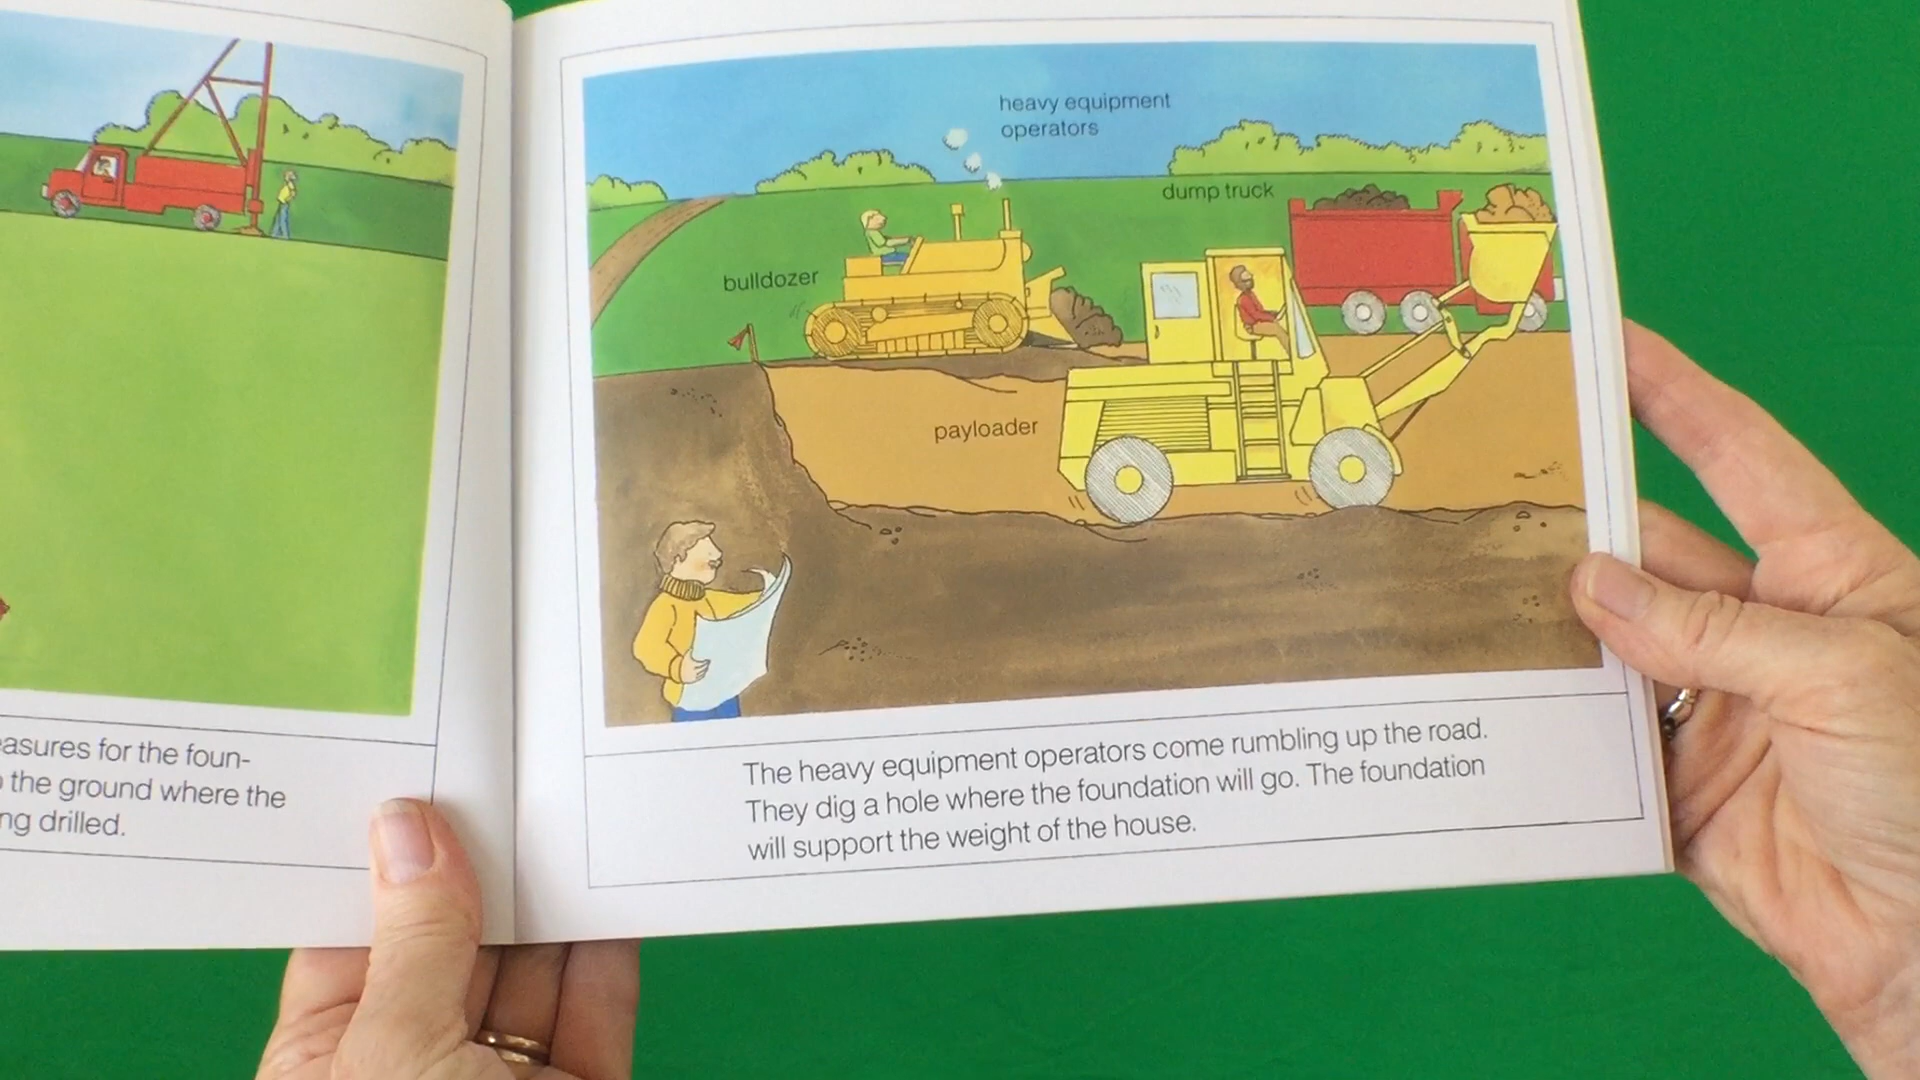 easures for the foun-
the ground where the
ng drilled.
heavy equipment
operators
dump truck
bulldozer
payloader
The heavy equipment operators come rumbling up the road.
They dig a hole where the foundation will go. The foundation
will support the weight of the house.